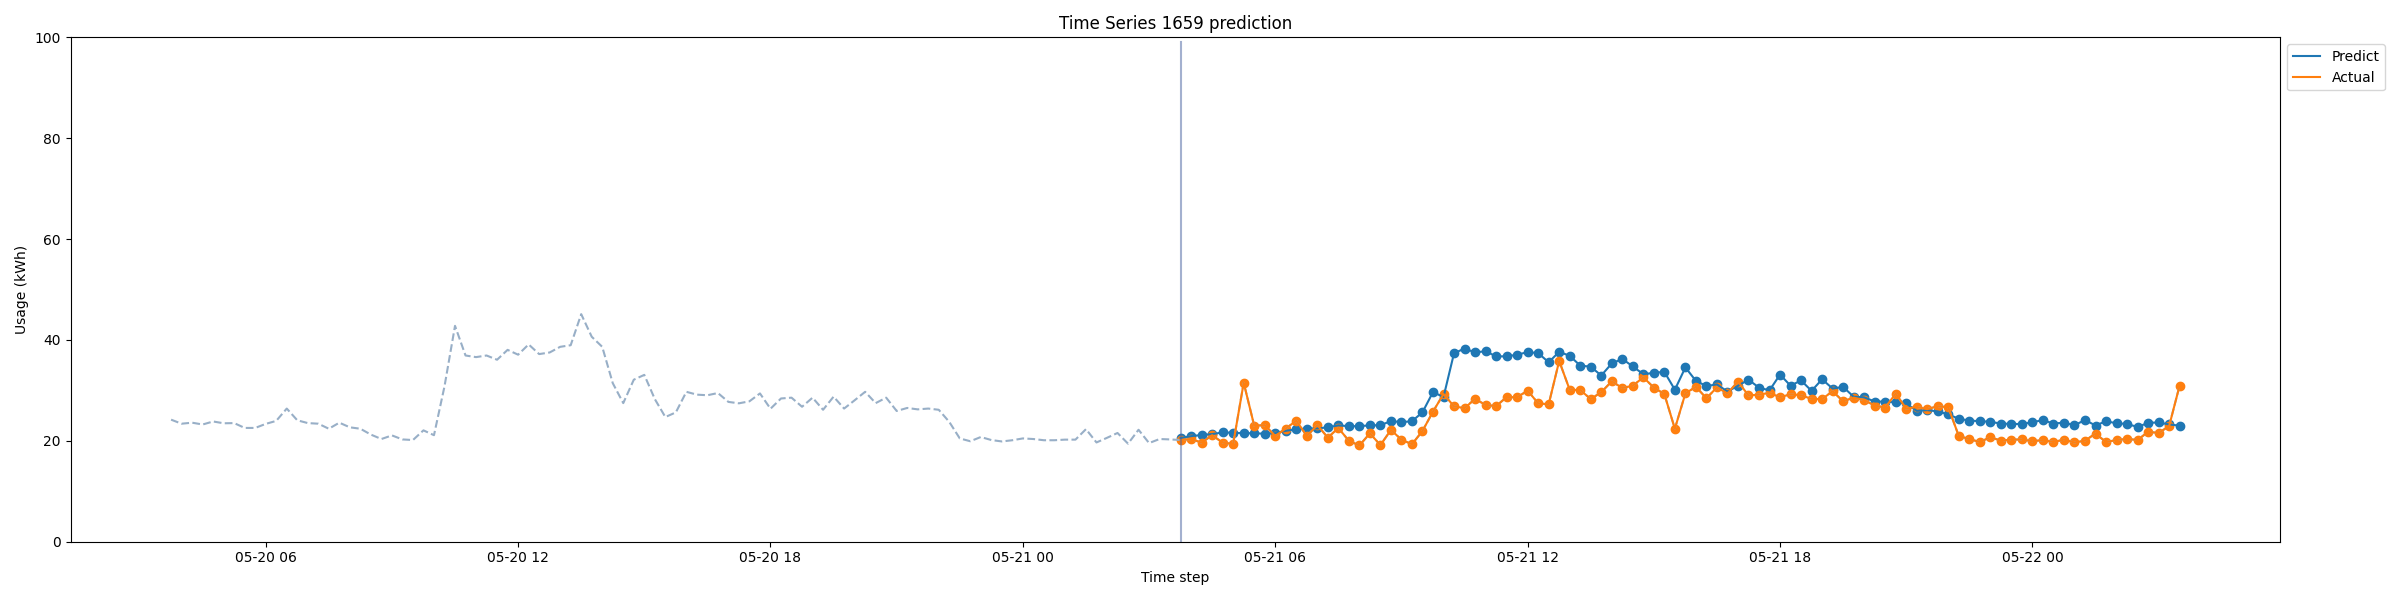 Time Series 1659 prediction
Predict
Actual
Usage (kWh)
100
80
60
40
20
0
05-20 06
05-20 12
05-20 18
05-21 00
05-21 06
05-21 12
05-21 18
05-22 00
Time step